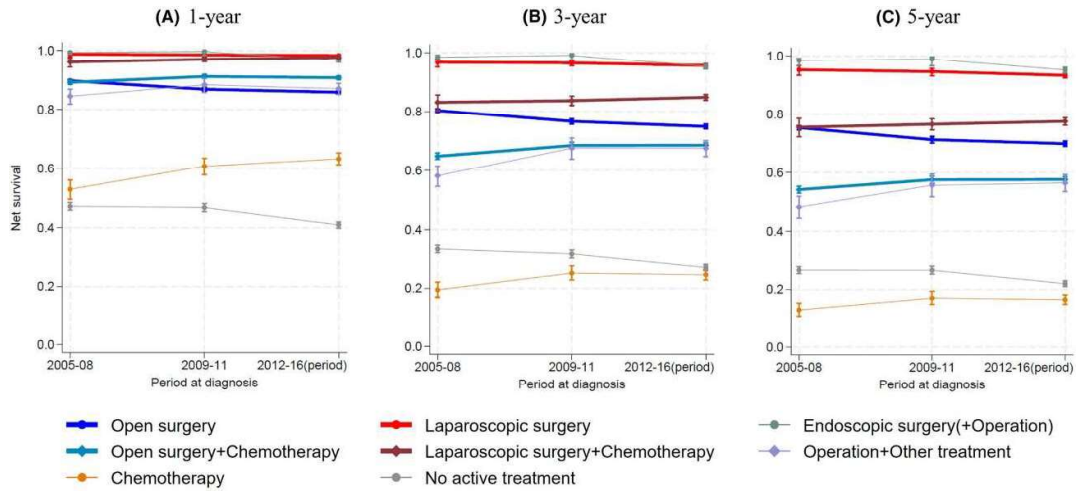 (A) 1-year
(B) 3-year
(C) 5-year
Net survival
1.0
0.8
0.6
0.4
0.2
0.0
2005-08
2009-11
2012-16(period)
Period at diagnosis
1.0
0.8
0.6
0.4
0.2
0.0
2005-08
2009-11
2012-16(period)
Period at diagnosis
1.0
0.8
0.6
0.4
0.2
0.0
2005-08
2009-11
2012-16(period)
Period at diagnosis
Open surgery
Laparoscopic surgery
Endoscopic surgery(+Operation)
Open surgery+Chemotherapy
Laparoscopic surgery+Chemotherapy
Operation+Other treatment
Chemotherapy
No active treatment